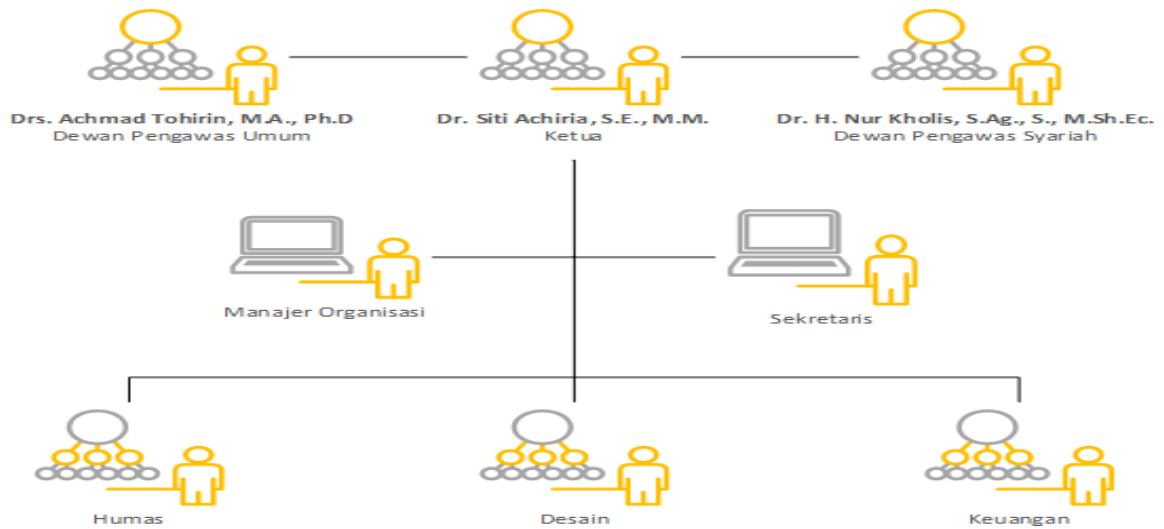 Drs. Achmad Tohirin, M.A., Ph.D
Dewan Pengawas Umum
Dr. Siti Achiria, S.E., M.M.
Ketua
Dr. H. Nur Kholis, S.Ag., S., M.Sh.Ec.
Dewan Pengawas Syariah
Manajer Organisasi
Sekretaris
Humas
Desain
Keuangan